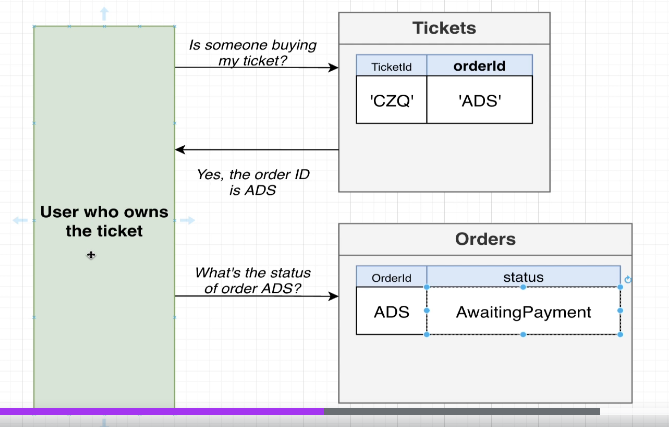 Tickets
Is someone buying
my ticket?
TicketId
orderId
'CZQ'
'ADS'
Yes, the order ID
is ADS
User who owns
the ticket
Orders
What's the status
of order ADS?
OrderId
status
ADS
AwaitingPayment